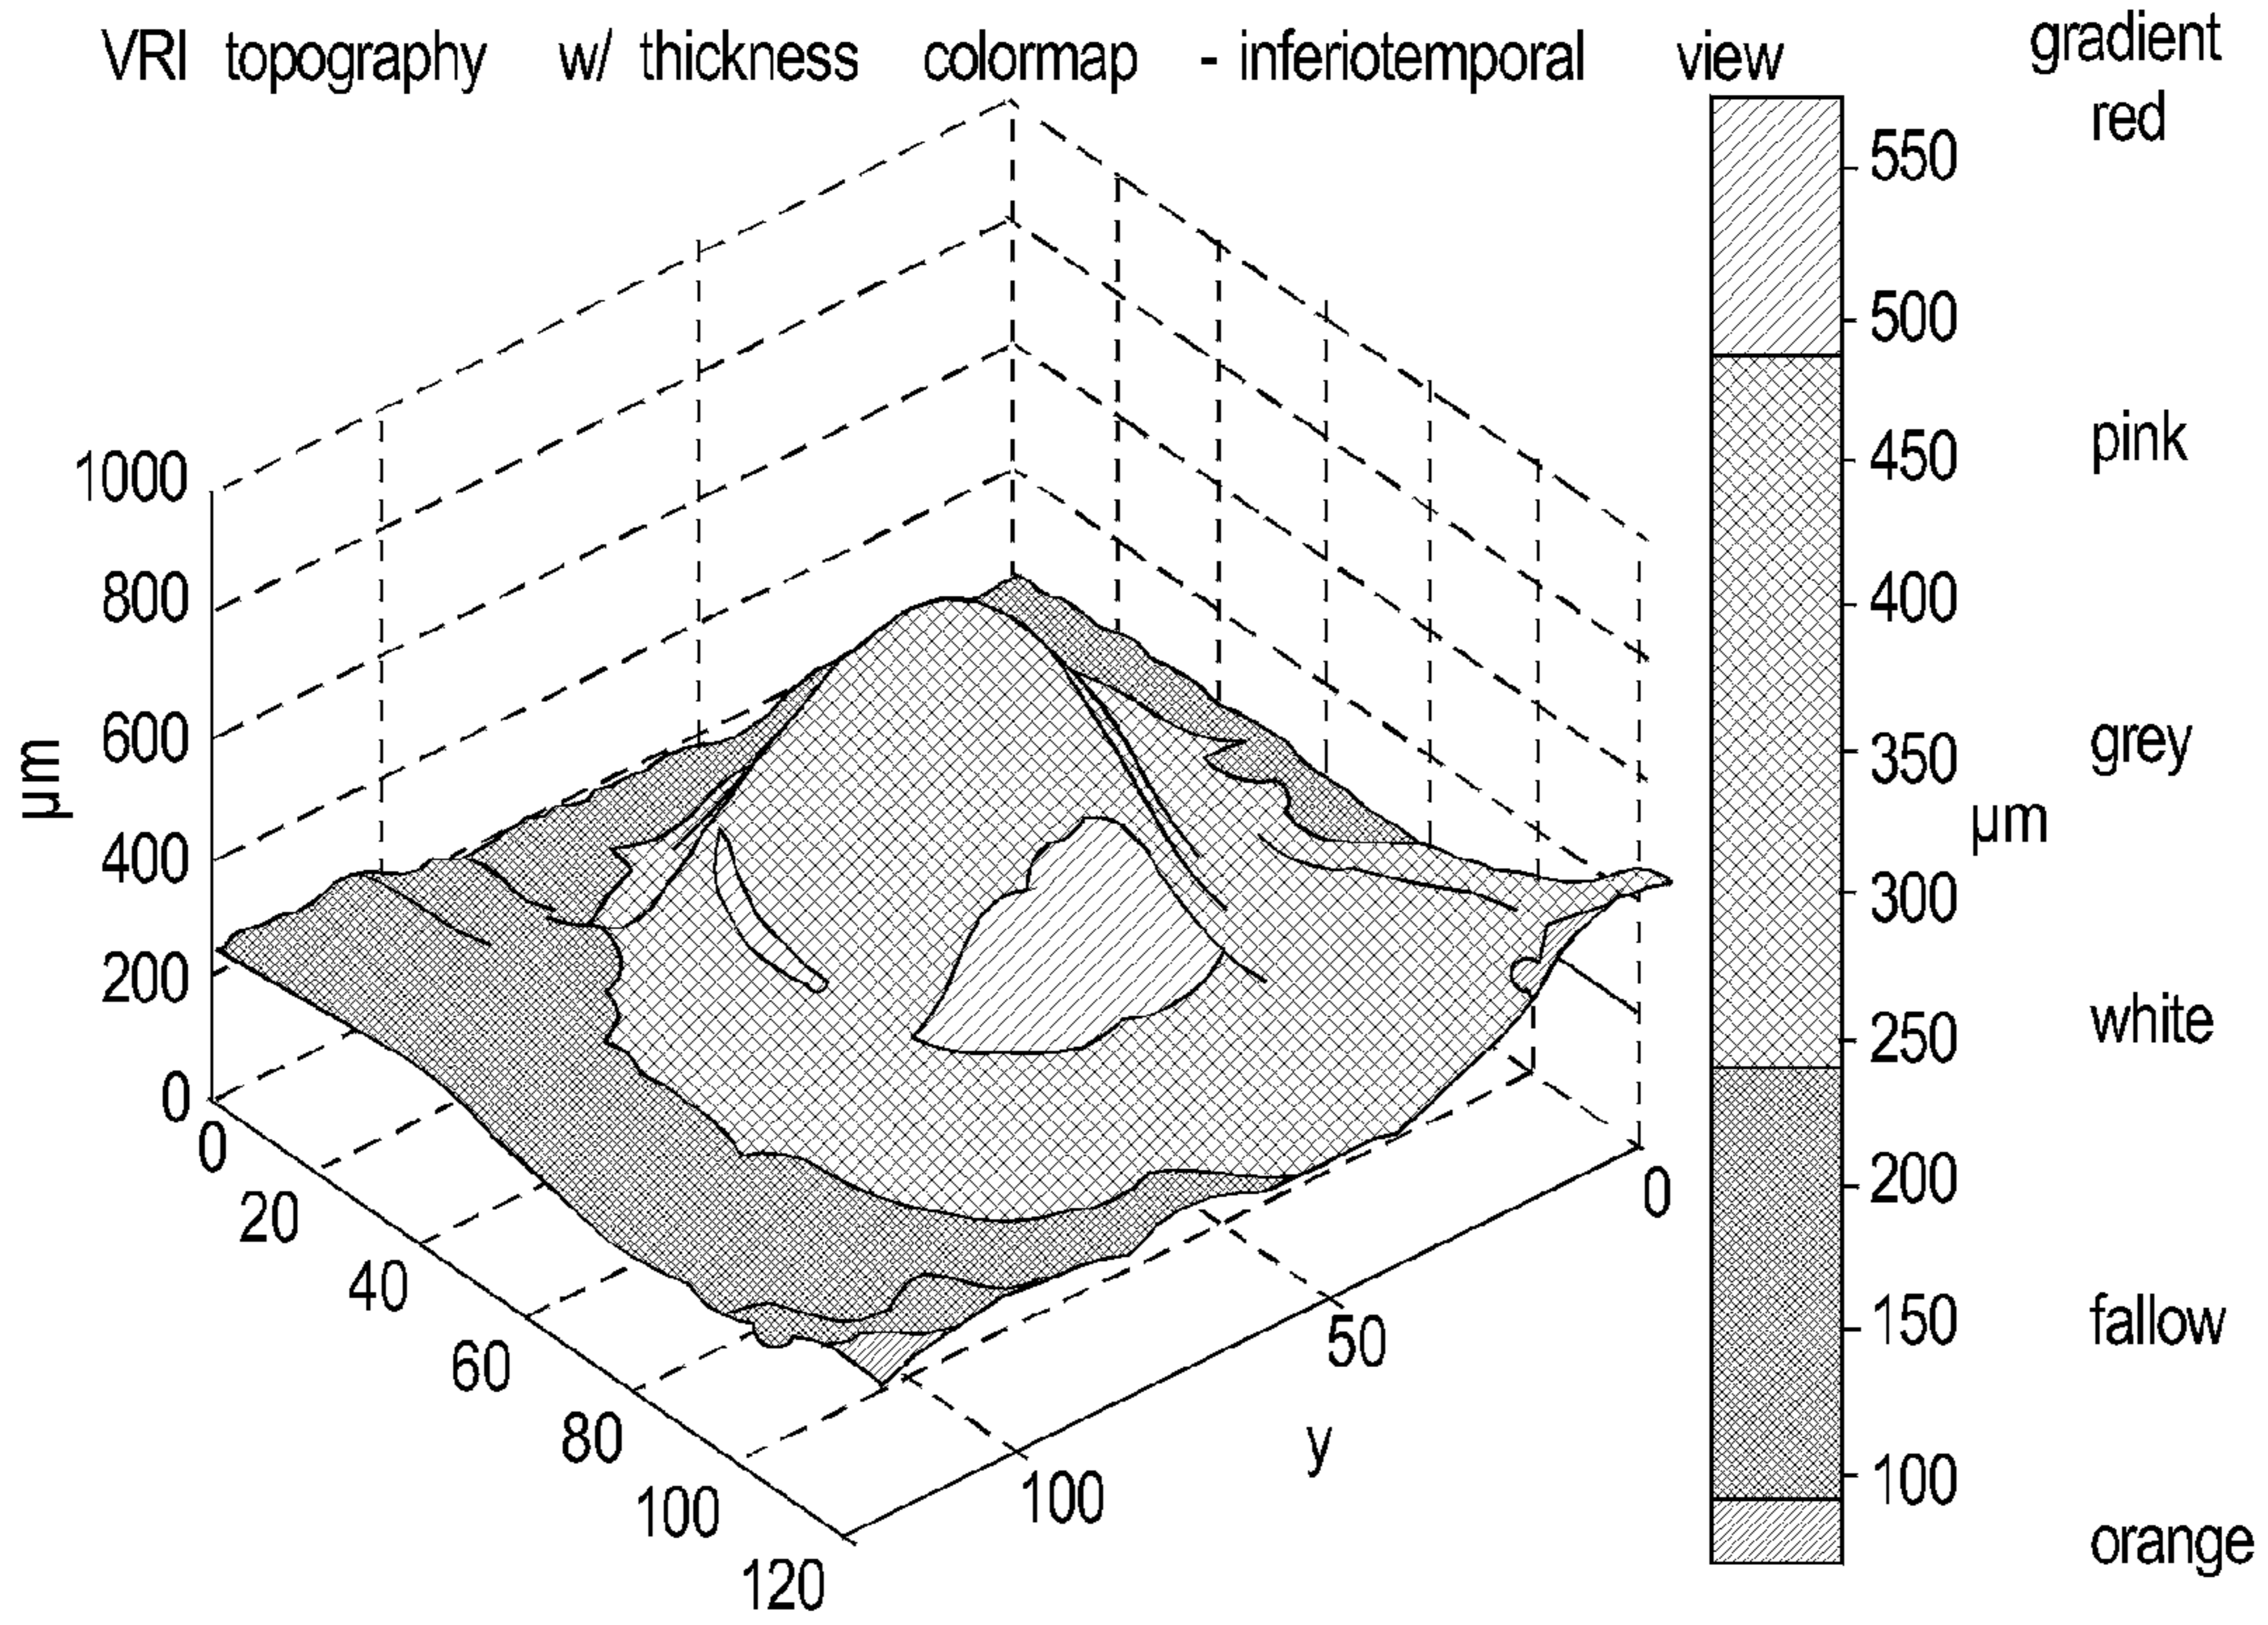 VRI topography w/ thickness colormap - inferiotemporal view
gradient
red
550
500
pink
450
400
grey
350
µm
300
white
250
200
fallow
150
100
orange
1000
800
600
µm
400
200
0
0
20
40
60
80
100
120
0
50
y
100